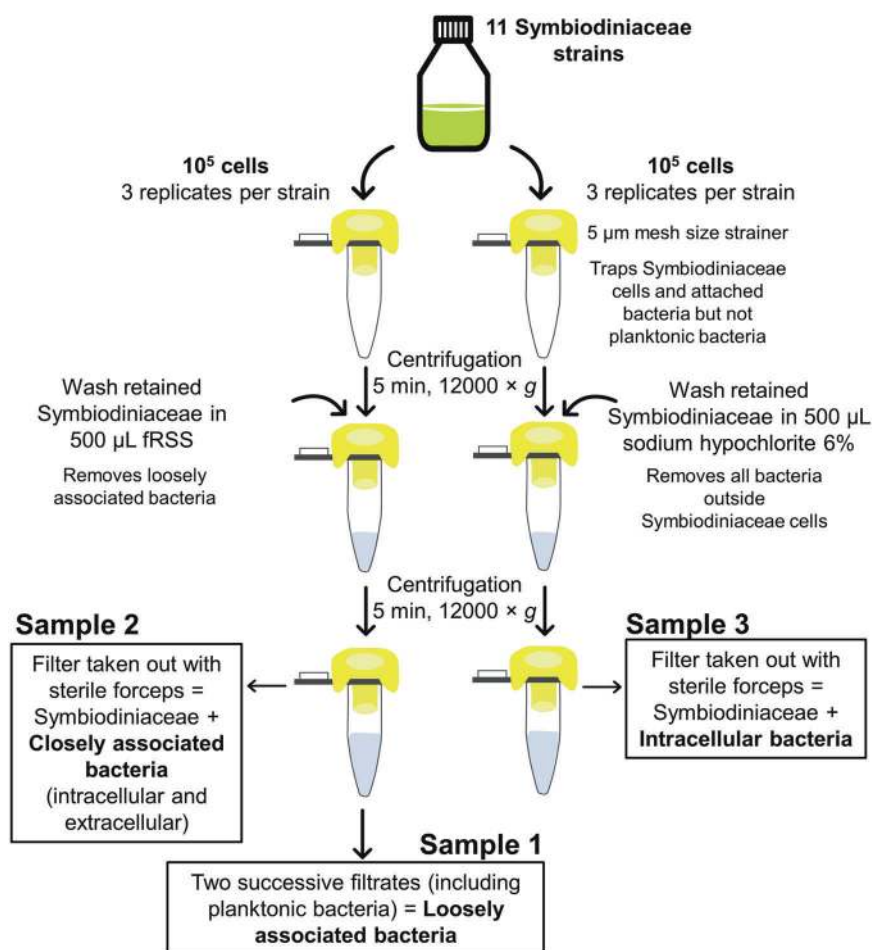 11 Symbiodiniaceae
strains
10⁵ cells
3 replicates per strain
10⁵ cells
3 replicates per strain
5 µm mesh size strainer
Traps Symbiodiniaceae
cells and attached
bacteria but not
planktonic bacteria
Centrifugation
5 min, 12000 × g
Wash retained
Symbiodiniaceae in
500 µL fRSS
Removes loosely
associated bacteria
Wash retained
Symbiodiniaceae in 500 µL
sodium hypochlorite 6%
Removes all bacteria
outside
Symbiodiniaceae cells
Centrifugation
5 min, 12000 × g
Sample 2
Filter taken out with
sterile forceps =
Symbiodiniaceae +
Closely associated
bacteria
(intracellular and
extracellular)
Sample 3
Filter taken out with
sterile forceps =
Symbiodiniaceae +
Intracellular bacteria
Sample 1
Two successive filtrates (including
planktonic bacteria) = Loosely
associated bacteria